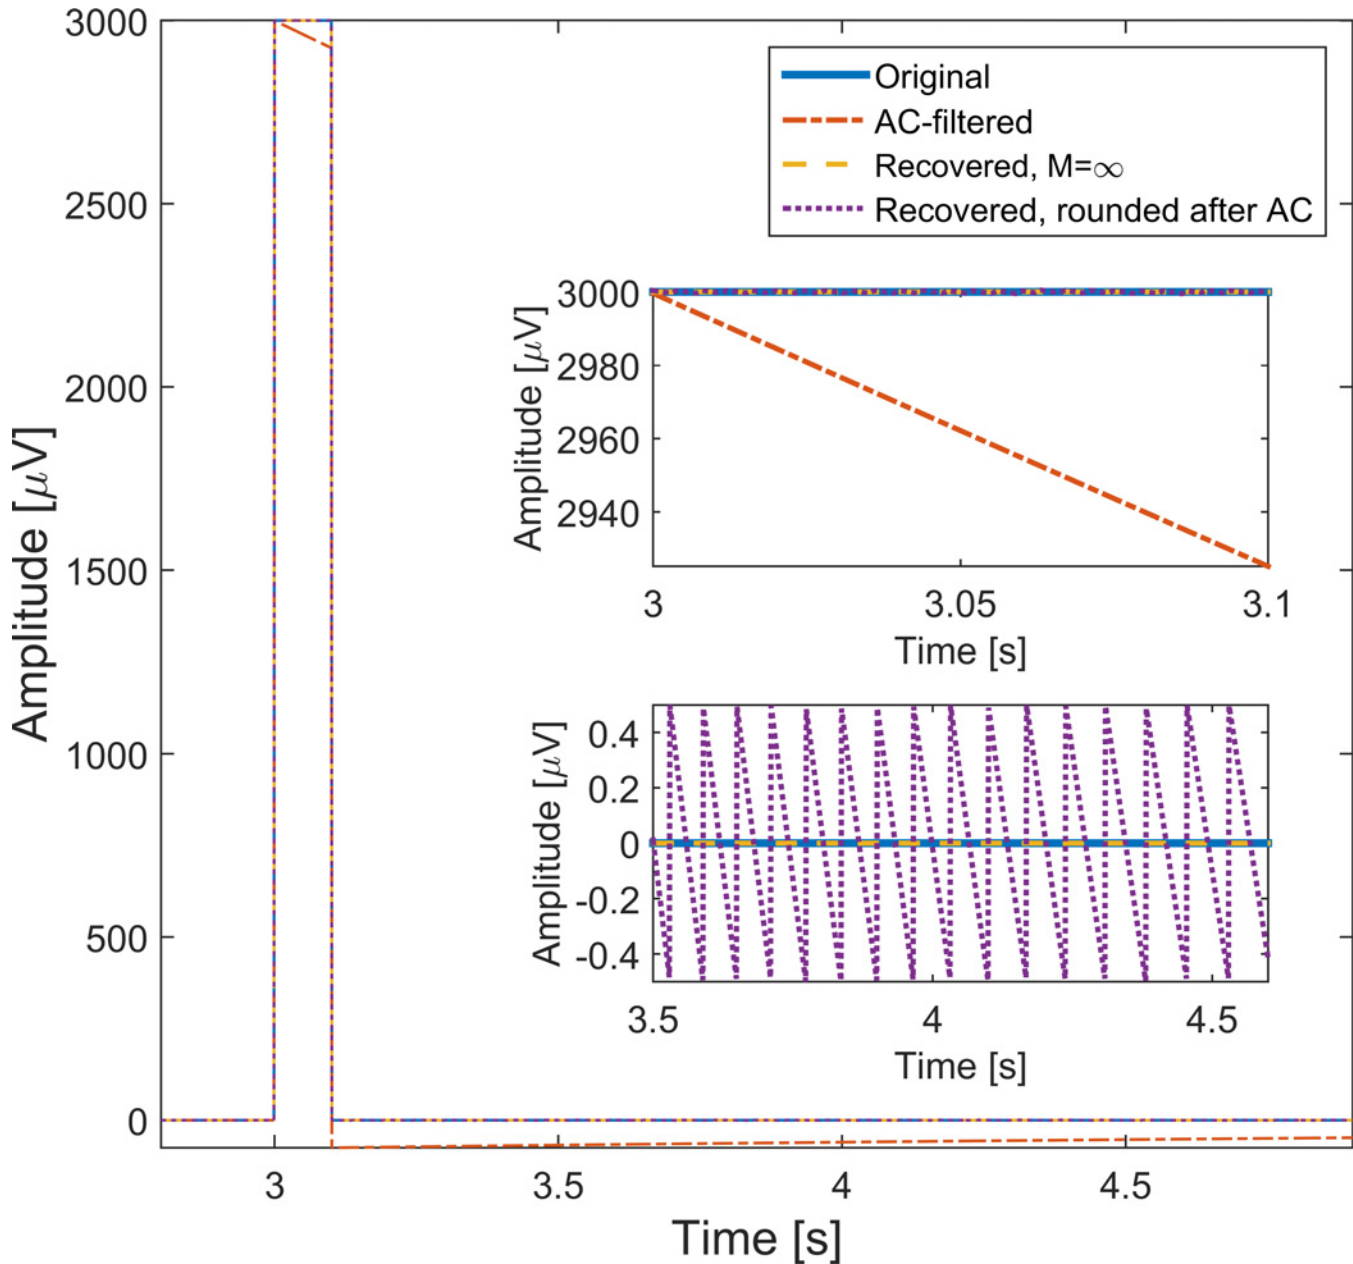 3000
2500
2000
1500
1000
500
0
Amplitude [μV]
3
3.5
4
4.5
Time [s]
Original
AC-filtered
Recovered, M=∞
Recovered, rounded after AC
3000
2980
2960
2940
Amplitude [μV]
3
3.05
3.1
Time [s]
0.4
0.2
0
-0.2
-0.4
Amplitude [μV]
3.5
4
4.5
Time [s]